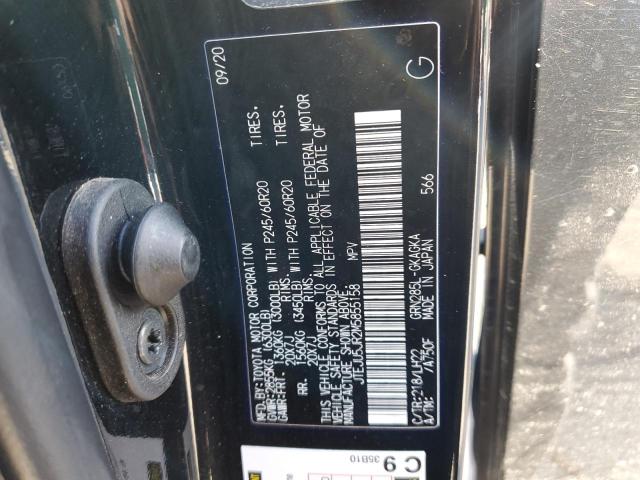 MFD.BY: TOYOTA MOTOR CORPORATION 09/20
GVWR: 2855KG (6300LB)
GAWR: FRT. 1360KG (3000LB) WITH P245/60R20 TIRES.
20X7J RIMS.
RR. 1560KG (3450LB) WITH P245/60R20 TIRES.
20X7J RIMS.
THIS VEHICLE CONFORMS TO ALL APPLICABLE FEDERAL MOTOR
VEHICLE SAFETY STANDARDS IN EFFECT ON THE DATE OF
MANUFACTURE SHOWN ABOVE.
JTEJU5JR2M5855158 MPV
C/TR:218/LH22 GRN285L-GKAGKA 566
A/TM: /A750F MADE IN JAPAN
G
C9
35B10